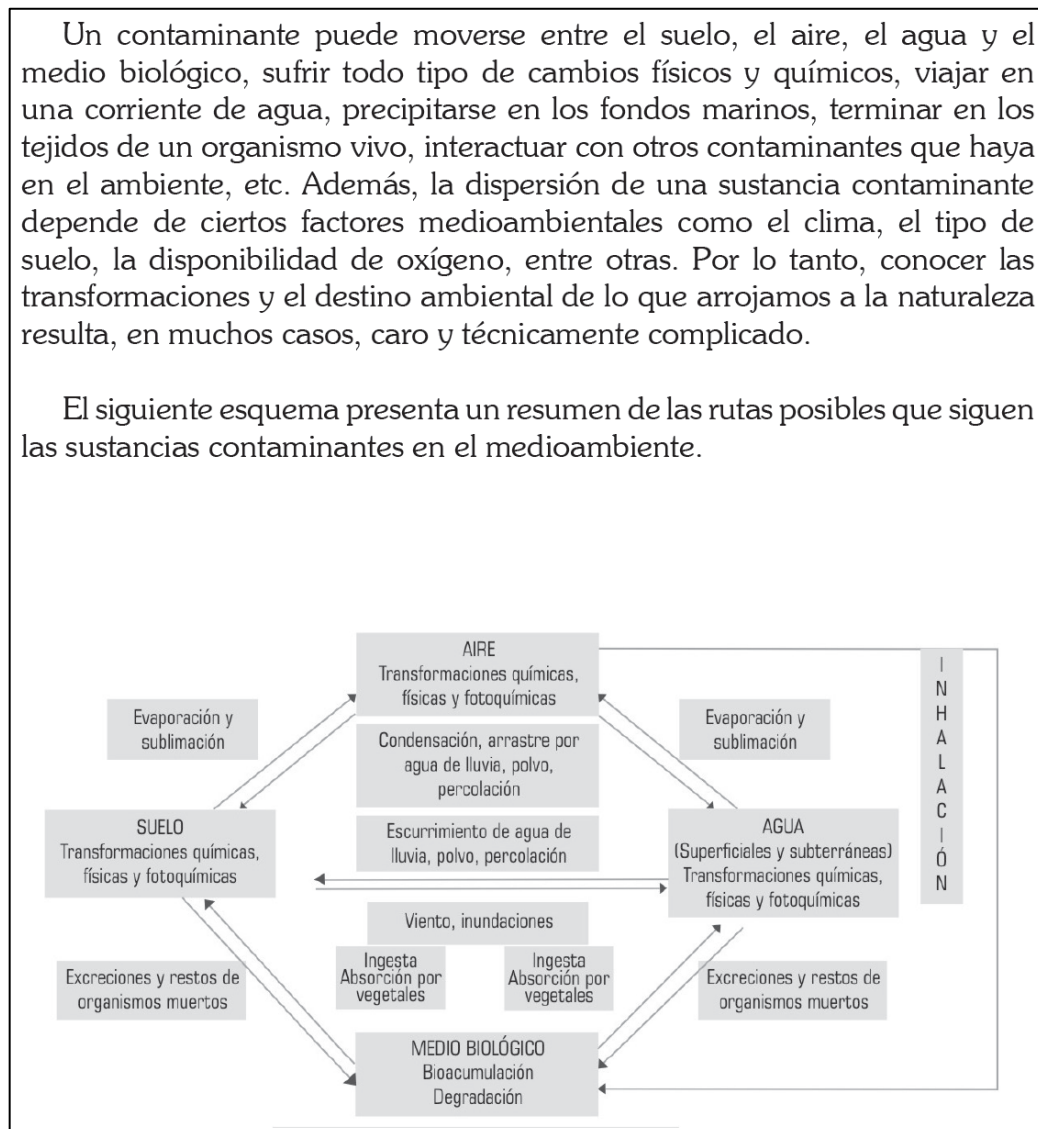 Un contaminante puede moverse entre el suelo, el aire, el agua y el
medio biológico, sufrir todo tipo de cambios físicos y químicos, viajar en
una corriente de agua, precipitarse en los fondos marinos, terminar en los
tejidos de un organismo vivo, interactuar con otros contaminantes que haya
en el ambiente, etc. Además, la dispersión de una sustancia contaminante
depende de ciertos factores medioambientales como el clima, el tipo de
suelo, la disponibilidad de oxígeno, entre otras. Por lo tanto, conocer las
transformaciones y el destino ambiental de lo que arrojamos a la naturaleza
resulta, en muchos casos, caro y técnicamente complicado.
El siguiente esquema presenta un resumen de las rutas posibles que siguen
las sustancias contaminantes en el medioambiente.
AIRE
Transformaciones químicas,
físicas y fotoquímicas
INHALACIÓN
Evaporación y
sublimación
Condensación, arrastre por
agua de lluvia, polvo,
percolación
Evaporación y
sublimación
SUELO
Transformaciones químicas,
físicas y fotoquímicas
Escurrimiento de agua de
lluvia, polvo, percolación
AGUA
(Superficiales y subterráneas)
Transformaciones químicas,
físicas y fotoquímicas
Viento, inundaciones
Excreciones y restos de
organismos muertos
Ingesta
Absorción por
vegetales
Ingesta
Absorción por
vegetales
Excreciones y restos de
organismos muertos
MEDIO BIOLÓGICO
Bioacumulación
Degradación